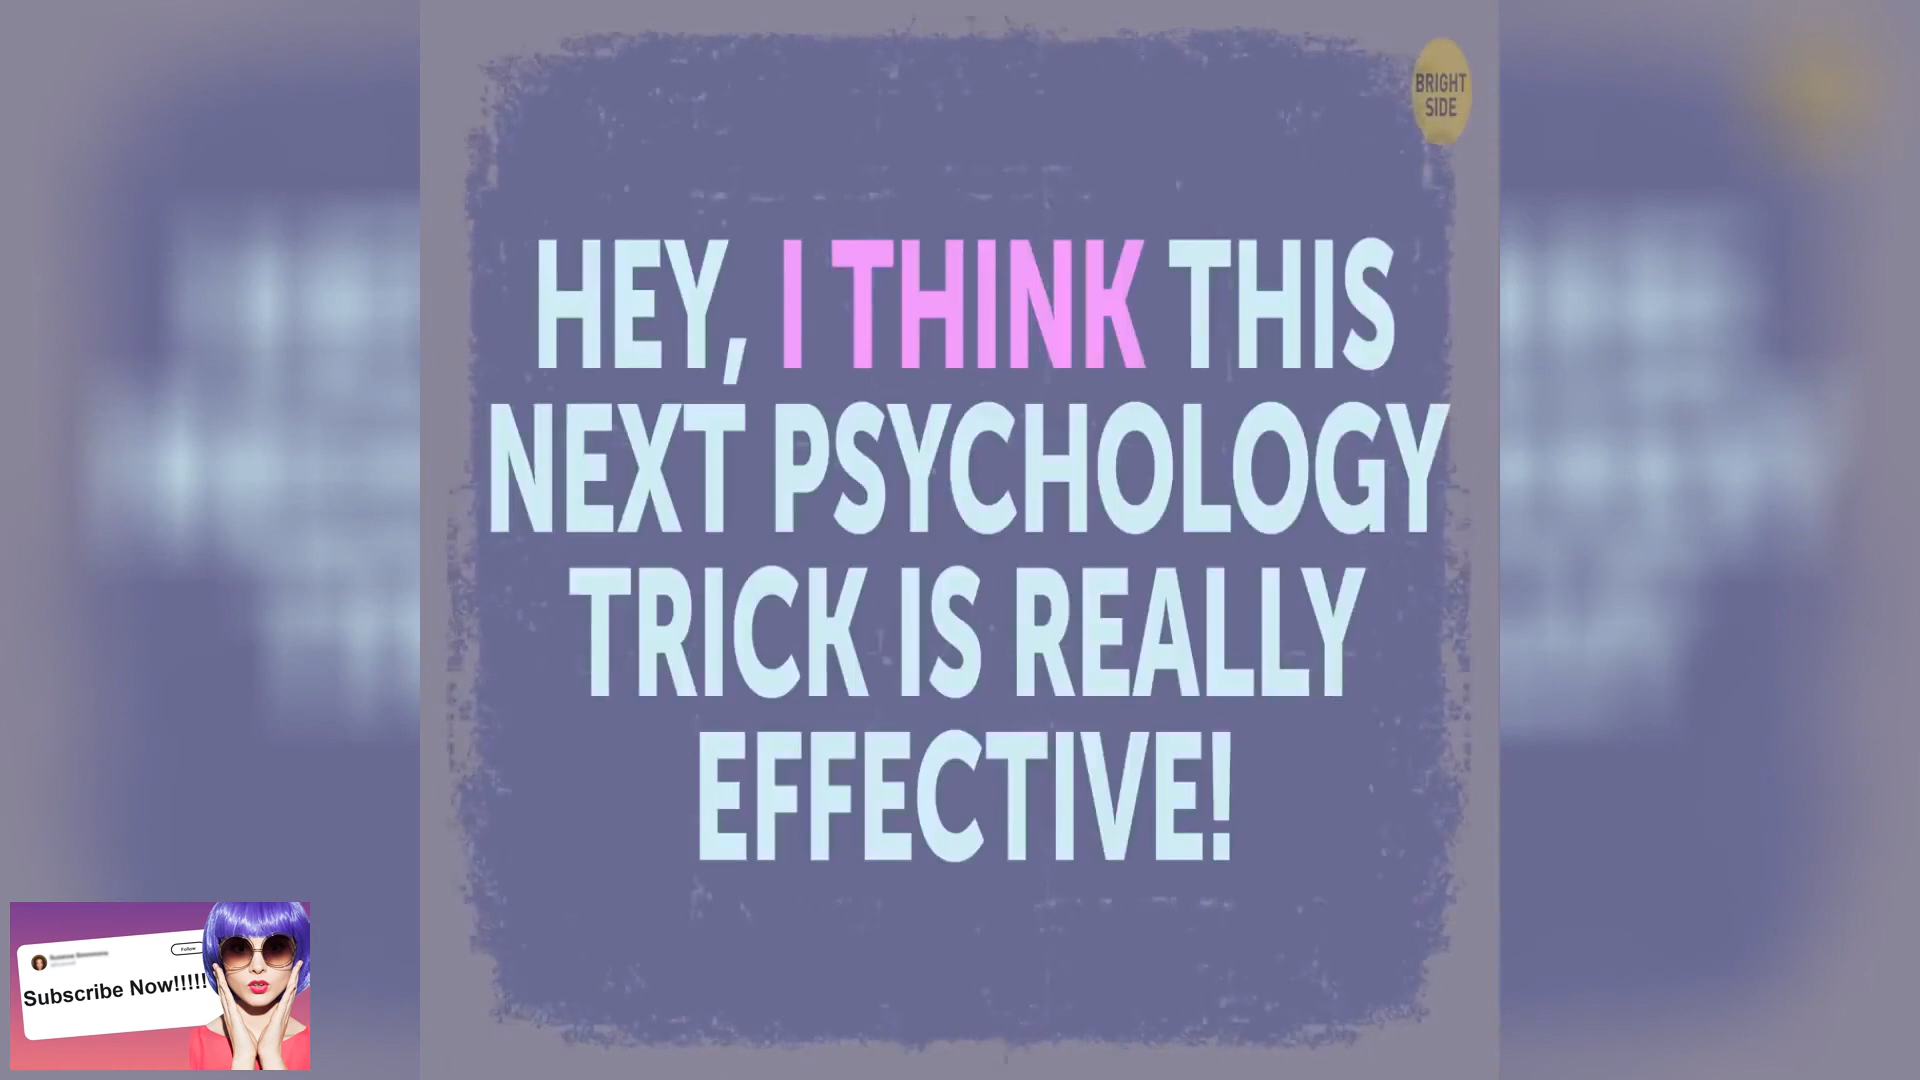 BRIGHT
SIDE
HEY, I THINK THIS
NEXT PSYCHOLOGY
TRICK IS REALLY
EFFECTIVE!
Follow
Subscribe Now!!!!!